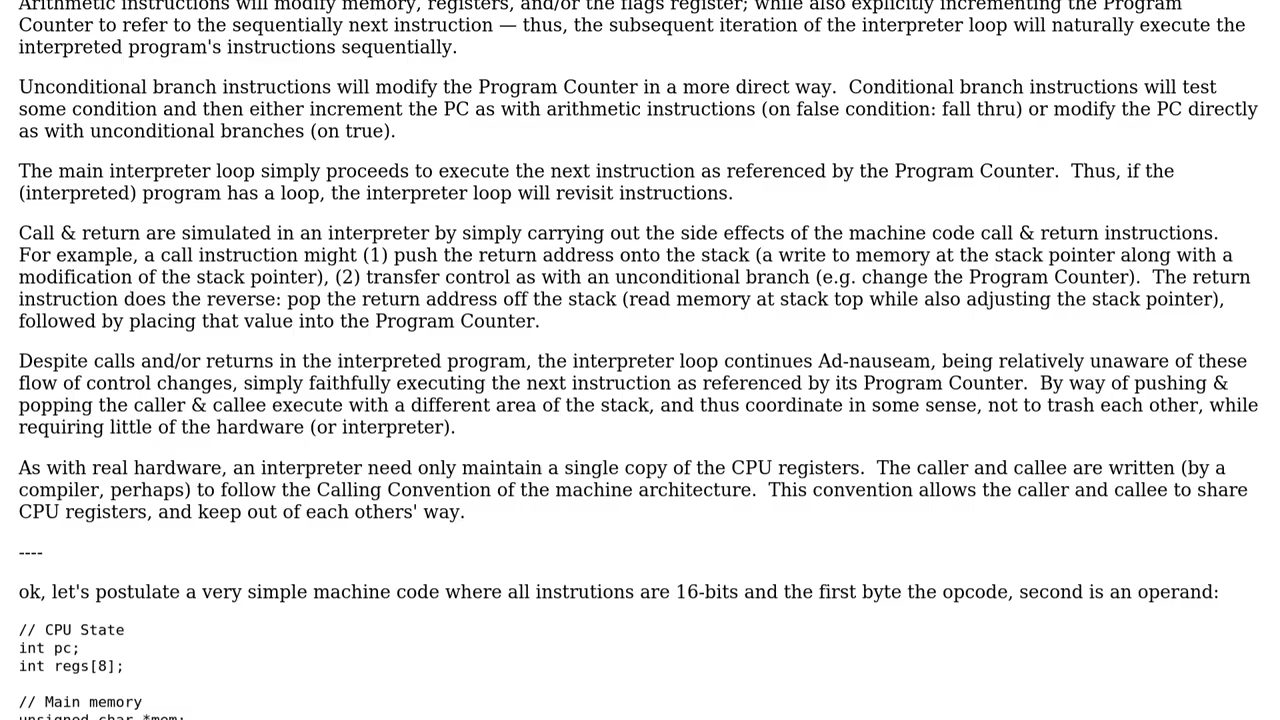 Arithmetic instructions will modify memory, registers, and/or the flags register; while also explicitly incrementing the Program
Counter to refer to the sequentially next instruction — thus, the subsequent iteration of the interpreter loop will naturally execute the
interpreted program's instructions sequentially.
Unconditional branch instructions will modify the Program Counter in a more direct way.  Conditional branch instructions will test
some condition and then either increment the PC as with arithmetic instructions (on false condition: fall thru) or modify the PC directly
as with unconditional branches (on true).
The main interpreter loop simply proceeds to execute the next instruction as referenced by the Program Counter.  Thus, if the
(interpreted) program has a loop, the interpreter loop will revisit instructions.
Call & return are simulated in an interpreter by simply carrying out the side effects of the machine code call & return instructions.
For example, a call instruction might (1) push the return address onto the stack (a write to memory at the stack pointer along with a
modification of the stack pointer), (2) transfer control as with an unconditional branch (e.g. change the Program Counter).  The return
instruction does the reverse: pop the return address off the stack (read memory at stack top while also adjusting the stack pointer),
followed by placing that value into the Program Counter.
Despite calls and/or returns in the interpreted program, the interpreter loop continues Ad-nauseam, being relatively unaware of these
flow of control changes, simply faithfully executing the next instruction as referenced by its Program Counter.  By way of pushing &
popping the caller & callee execute with a different area of the stack, and thus coordinate in some sense, not to trash each other, while
requiring little of the hardware (or interpreter).
As with real hardware, an interpreter need only maintain a single copy of the CPU registers.  The caller and callee are written (by a
compiler, perhaps) to follow the Calling Convention of the machine architecture.  This convention allows the caller and callee to share
CPU registers, and keep out of each others' way.
----
ok, let's postulate a very simple machine code where all instrutions are 16-bits and the first byte the opcode, second is an operand:
// CPU State
int pc;
int regs[8];
// Main memory
unsigned char *mem;